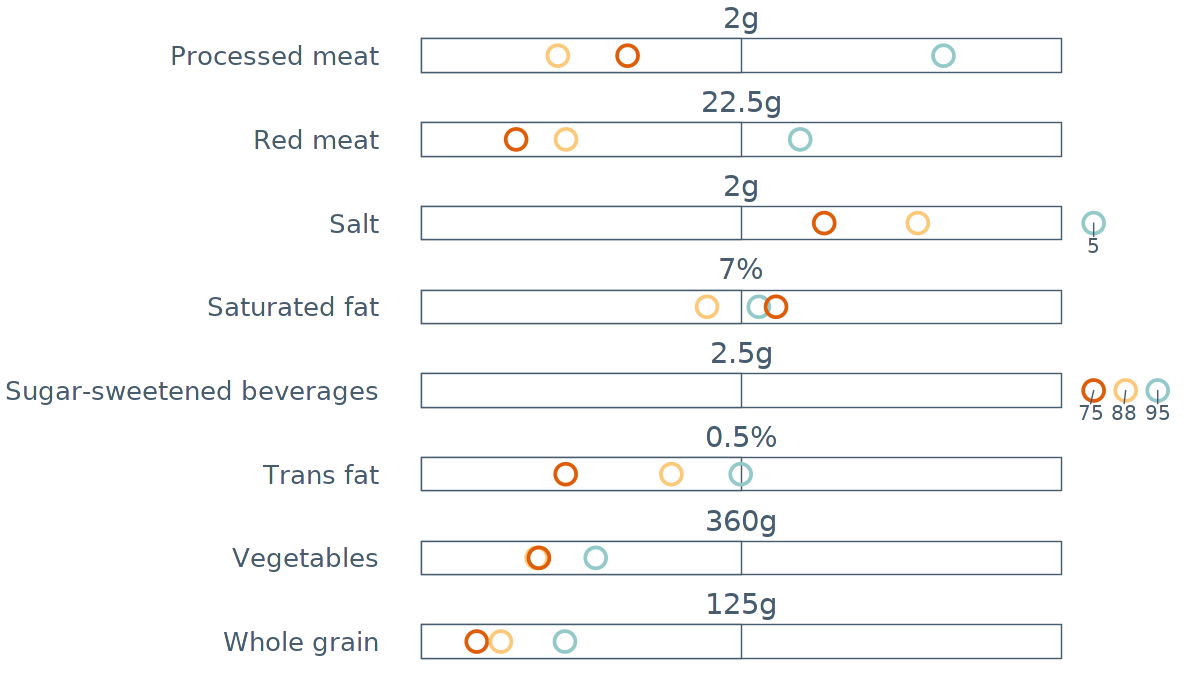 2g
Processed meat
22.5g
Red meat
2g
Salt
5
7%
Saturated fat
2.5g
Sugar-sweetened beverages
75 88 95
0.5%
Trans fat
360g
Vegetables
125g
Whole grain